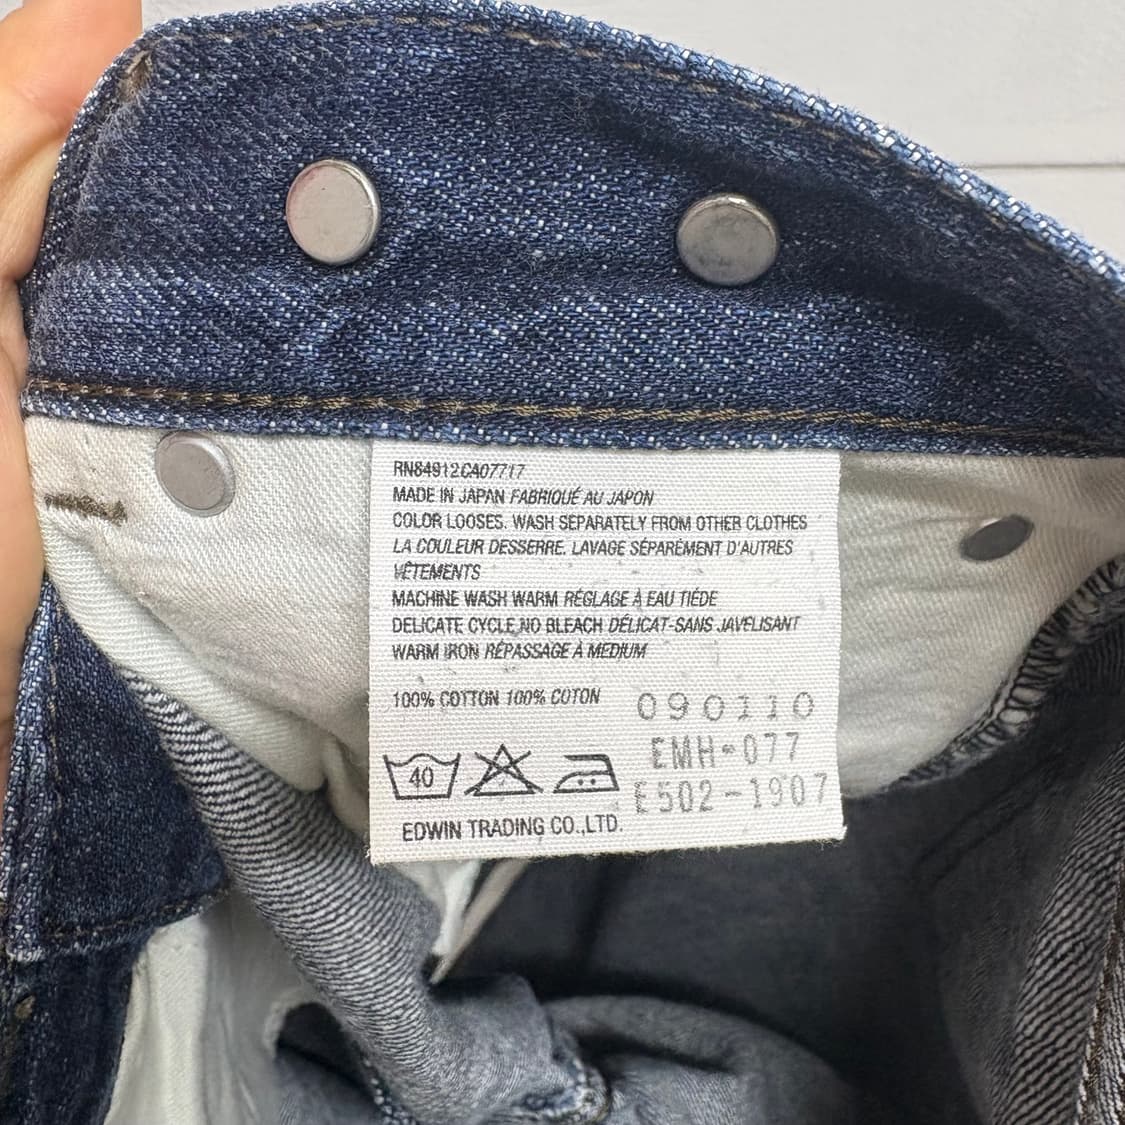 RN84912CA07717
MADE IN JAPAN FABRIQUÉ AU JAPON
COLOR LOOSES. WASH SEPARATELY FROM OTHER CLOTHES
LA COULEUR DESSERRE. LAVAGE SÉPARÉMENT D'AUTRES
VÊTEMENTS
MACHINE WASH WARM RÉGLAGE À EAU TIÉDE
DELICATE CYCLE,NO BLEACH DÉLICAT-SANS JAVELISANT
WARM IRON RÉPASSAGE À MEDIUM
100% COTTON 100% COTON
090110
EMH-077
E502-1907
40
EDWIN TRADING CO.,LTD.